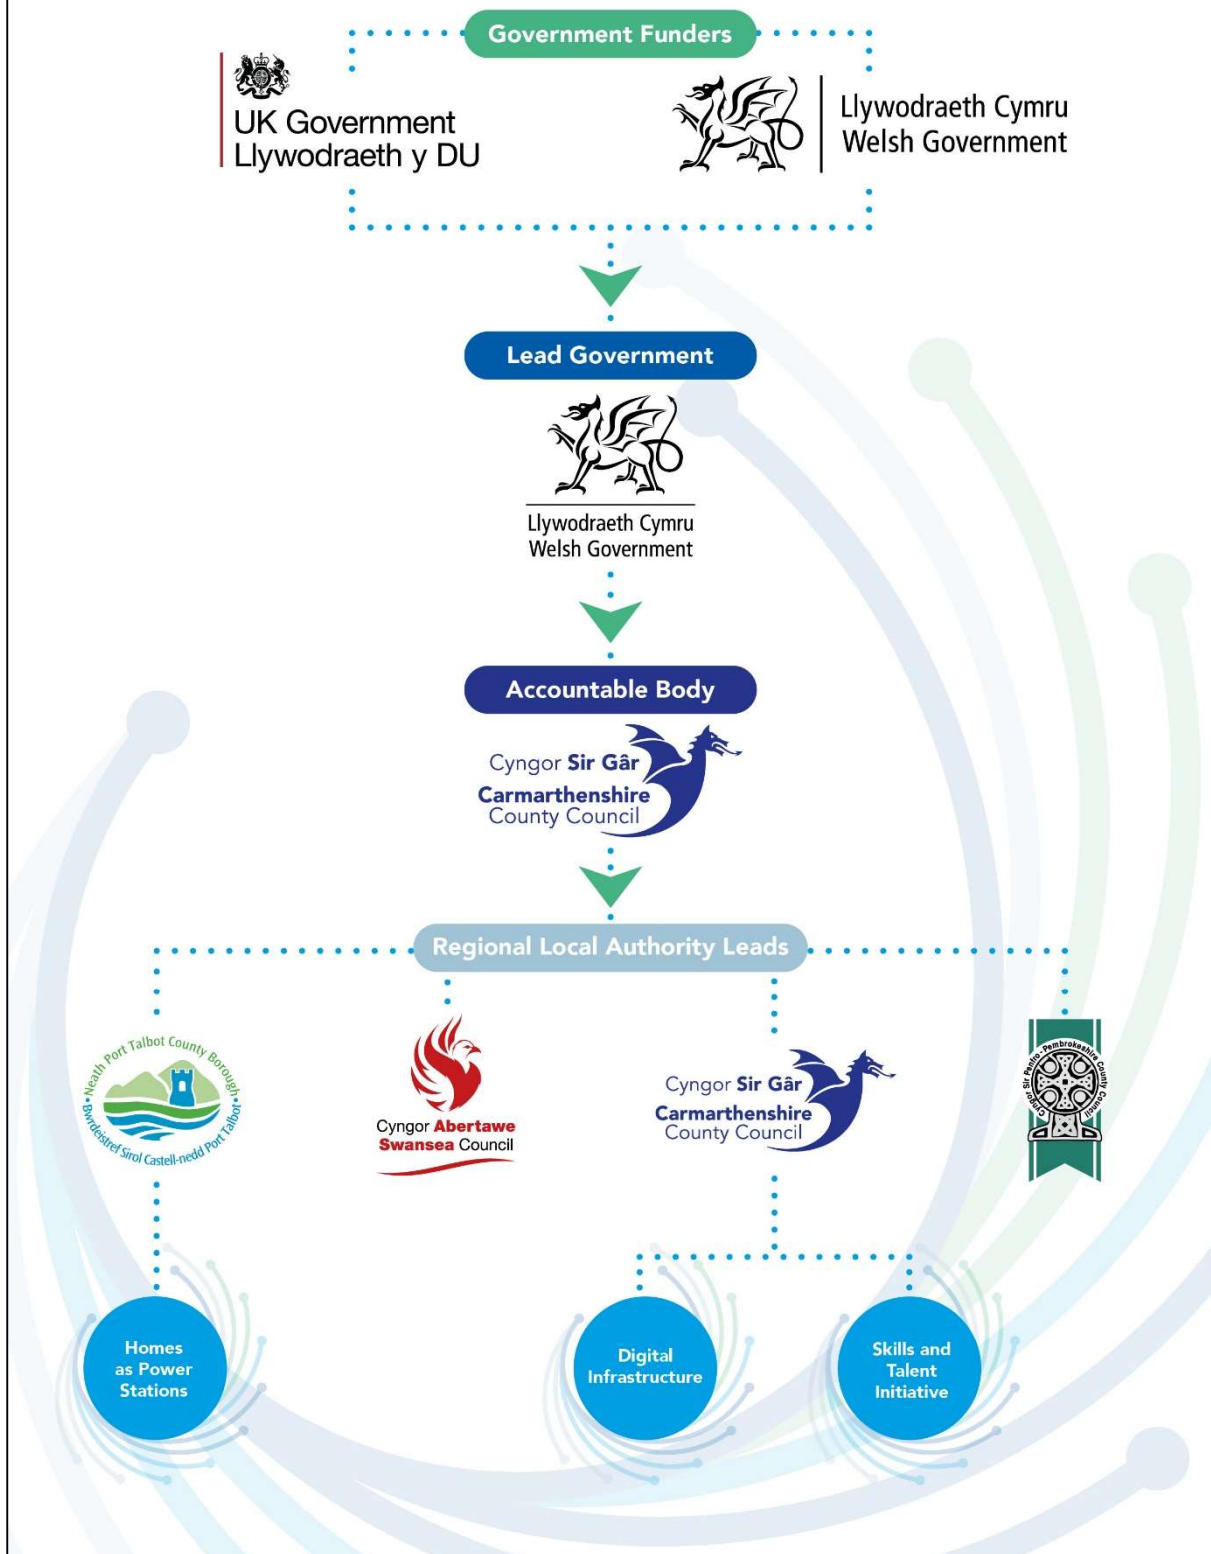 Government Funders
UK Government
Llywodraeth y DU
Llywodraeth Cymru
Welsh Government
Lead Government
Llywodraeth Cymru
Welsh Government
Accountable Body
Cyngor Sir Gâr
Carmarthenshire
County Council
Regional Local Authority Leads
Neath Port Talbot County Borough
Bwrdeistref Sirol Castell-nedd Port Talbot
Cyngor Abertawe
Swansea Council
Cyngor Sir Gâr
Carmarthenshire
County Council
Cyngor Sir Penfro - Pembrokeshire County Council
Homes
as Power
Stations
Digital
Infrastructure
Skills and
Talent
Initiative